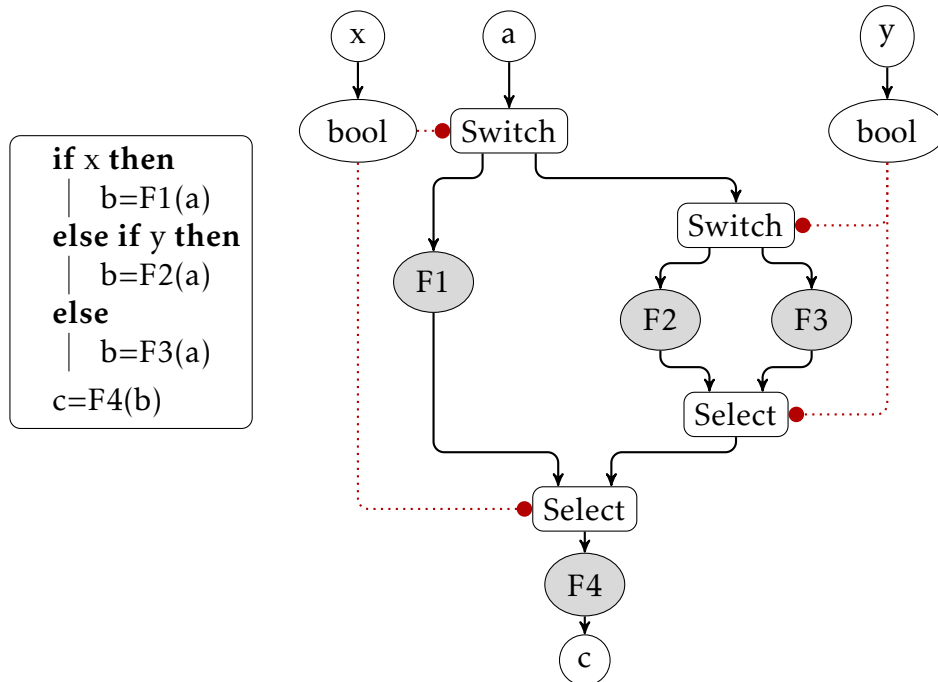 x
a
y
bool
Switch
bool
if x then
b=F1(a)
else if y then
b=F2(a)
else
b=F3(a)
c=F4(b)
Switch
F1
F2
F3
Select
Select
F4
c